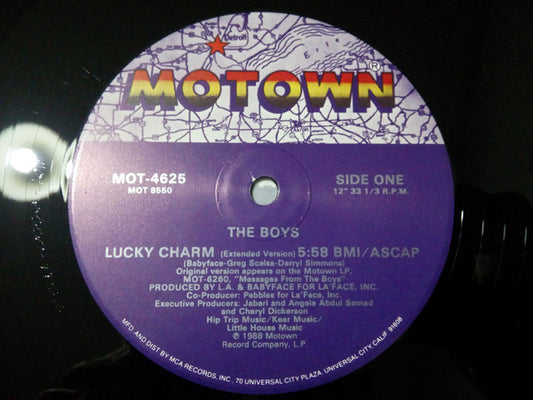 Detroit
Erie
MOTOWN®
MOT-4625
MOT 8550
SIDE ONE
12" 33 1/3 R.P.M.
THE BOYS
LUCKY CHARM (Extended Version) 5:58 BMI/ASCAP
(Babyface-Greg Scelsa-Darryl Simmons)
Original version appears on the Motown LP.
MOT-6260, "Messages From The Boys"
PRODUCED BY L.A. & BABYFACE FOR LA'FACE, INC.
Co-Producer: Pebbles for La'Face, Inc.
Executive Producers: Jabari and Angela Abdul Samad
and Cheryl Dickerson
Hip Trip Music/Kear Music/
Little House Music
℗ 1988 Motown
Record Company, L.P.
MFD. AND DIST. BY MCA RECORDS, INC., 70 UNIVERSAL CITY PLAZA, UNIVERSAL CITY, CALIF. 91608